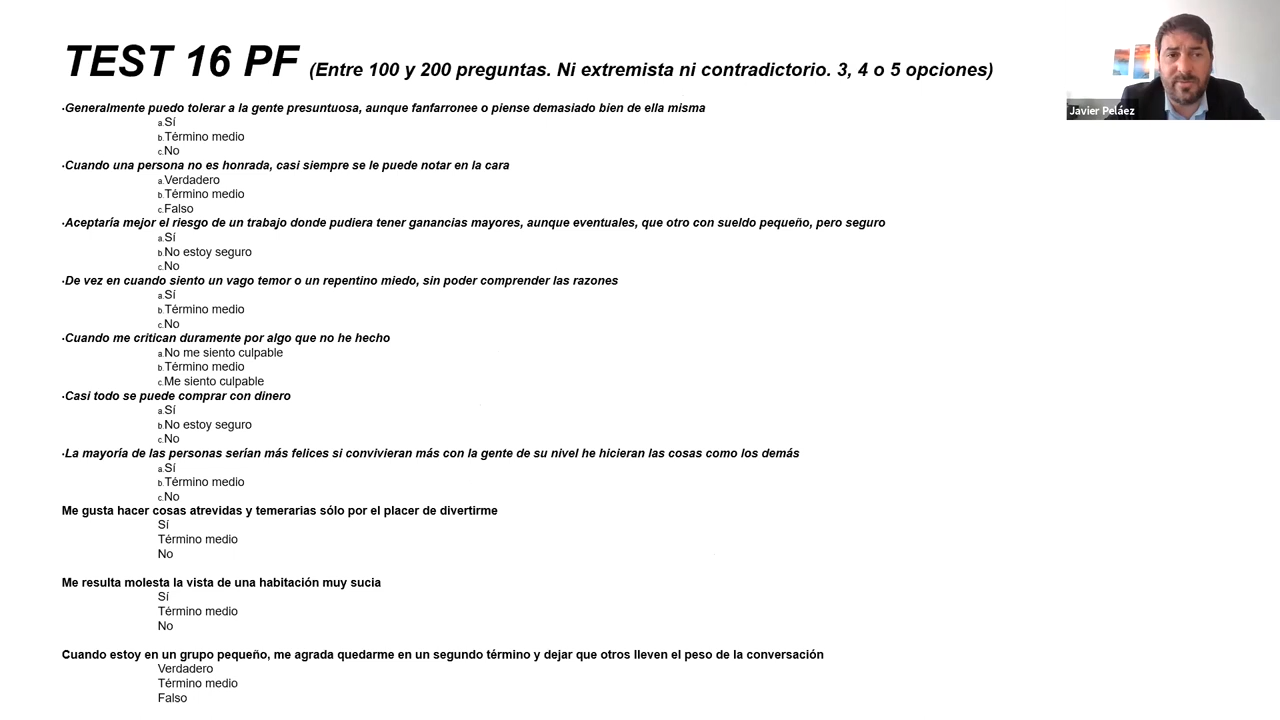 TEST 16 PF (Entre 100 y 200 preguntas. Ni extremista ni contradictorio. 3, 4 o 5 opciones)
Javier Peláez
·Generalmente puedo tolerar a la gente presuntuosa, aunque fanfarronee o piense demasiado bien de ella misma
a.Sí
b.Término medio
c.No
·Cuando una persona no es honrada, casi siempre se le puede notar en la cara
a.Verdadero
b.Término medio
c.Falso
·Aceptaría mejor el riesgo de un trabajo donde pudiera tener ganancias mayores, aunque eventuales, que otro con sueldo pequeño, pero seguro
a.Sí
b.No estoy seguro
c.No
·De vez en cuando siento un vago temor o un repentino miedo, sin poder comprender las razones
a.Sí
b.Término medio
c.No
·Cuando me critican duramente por algo que no he hecho
a.No me siento culpable
b.Término medio
c.Me siento culpable
·Casi todo se puede comprar con dinero
a.Sí
b.No estoy seguro
c.No
·La mayoría de las personas serían más felices si convivieran más con la gente de su nivel he hicieran las cosas como los demás
a.Sí
b.Término medio
c.No
Me gusta hacer cosas atrevidas y temerarias sólo por el placer de divertirme
Sí
Término medio
No
Me resulta molesta la vista de una habitación muy sucia
Sí
Término medio
No
Cuando estoy en un grupo pequeño, me agrada quedarme en un segundo término y dejar que otros lleven el peso de la conversación
Verdadero
Término medio
Falso